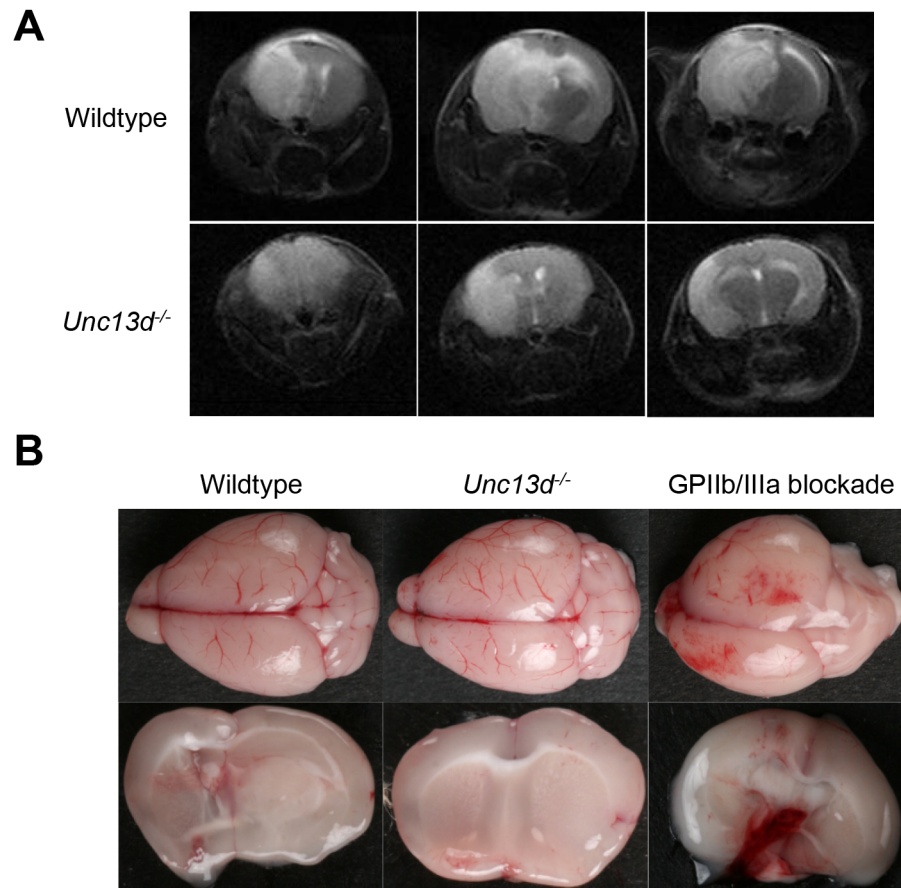 A
Wildtype
Unc13d-/-
B
Wildtype Unc13d-/- GPIIb/IIIa blockade